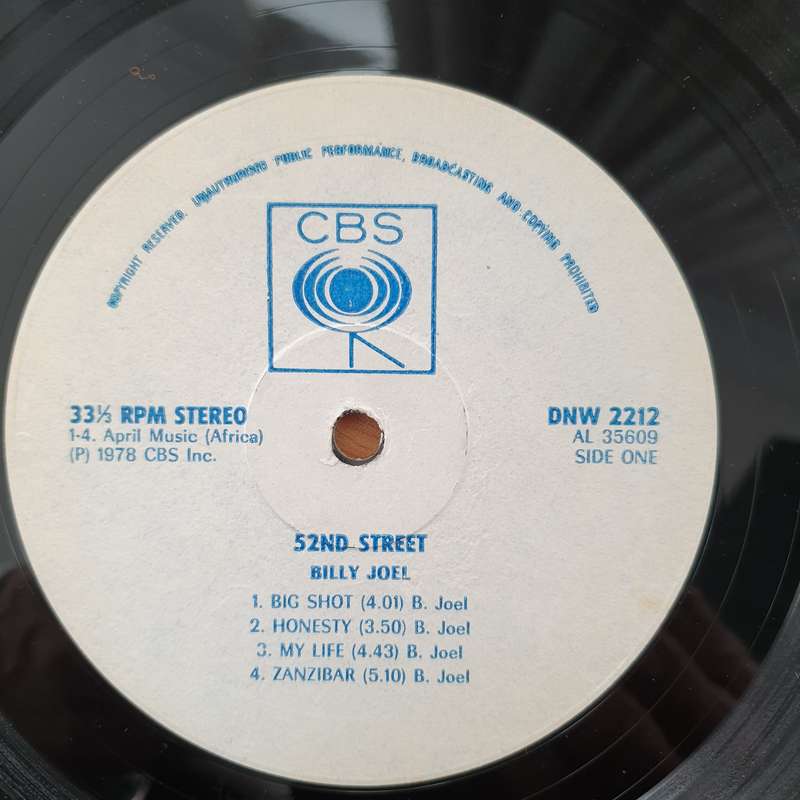 COPYRIGHT RESERVED. UNAUTHORISED PUBLIC PERFORMANCE, BROADCASTING AND COPYING PROHIBITED
CBS
33⅓ RPM STEREO
1-4. April Music (Africa)
(P) 1978 CBS Inc.
DNW 2212
AL 35609
SIDE ONE
52ND STREET
BILLY JOEL
1. BIG SHOT (4.01) B. Joel
2. HONESTY (3.50) B. Joel
3. MY LIFE (4.43) B. Joel
4. ZANZIBAR (5.10) B. Joel